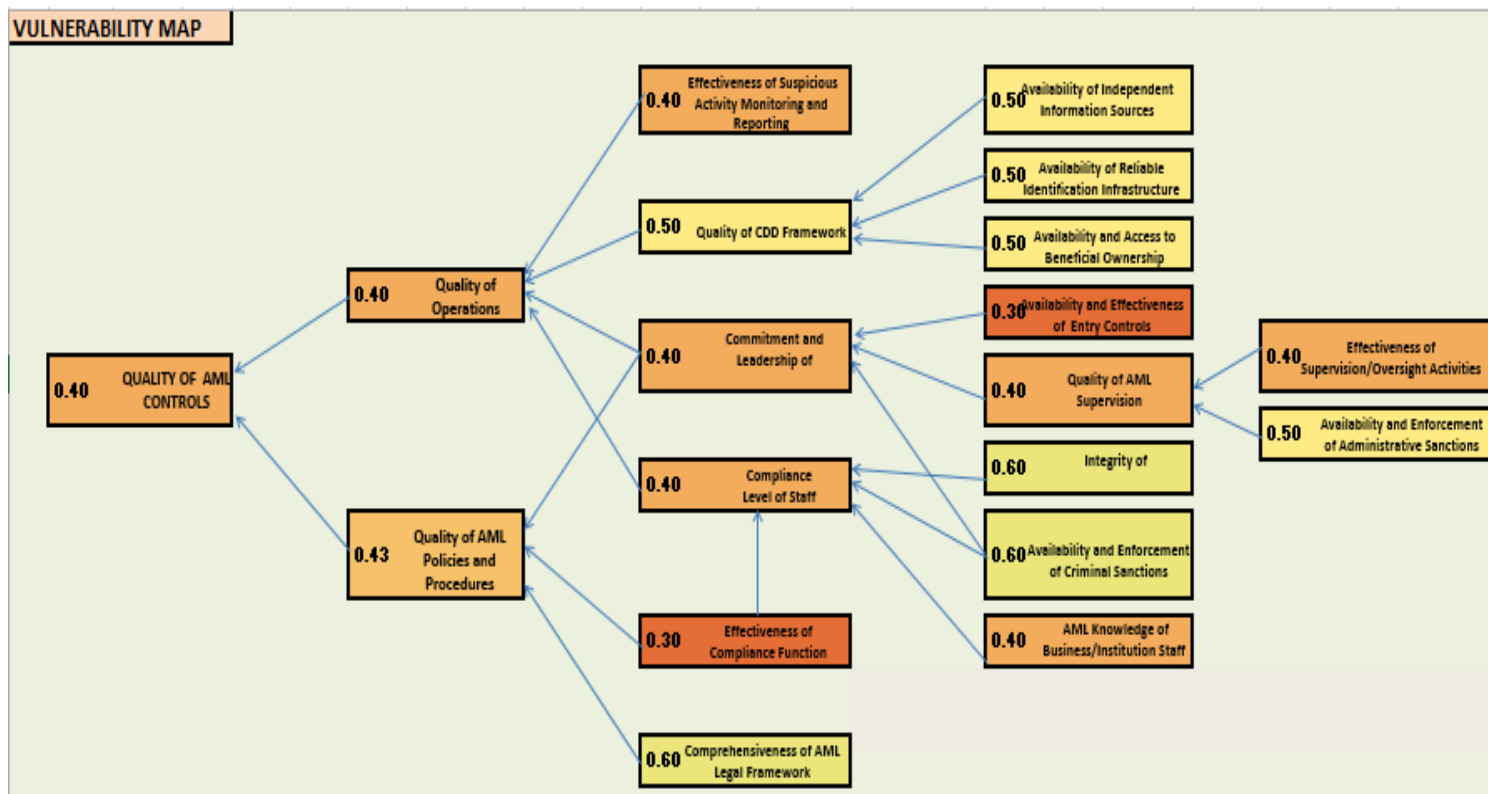 VULNERABILITY MAP
0.40
QUALITY OF AML
CONTROLS
0.40
Quality of
Operations
0.43
Quality of AML
Policies and
Procedures
0.40
Effectiveness of Suspicious
Activity Monitoring and
Reporting
0.50
Quality of CDD Framework
0.40
Commitment and
Leadership of
0.40
Compliance
Level of Staff
0.30
Effectiveness of
Compliance Function
0.60
Comprehensiveness of AML
Legal Framework
0.50
Availability of Independent
Information Sources
0.50
Availability of Reliable
Identification Infrastructure
0.50
Availability and Access to
Beneficial Ownership
0.30
Availability and Effectiveness
of Entry Controls
0.40
Quality of AML
Supervision
0.60
Integrity of
0.60
Availability and Enforcement
of Criminal Sanctions
0.40
AML Knowledge of
Business/Institution Staff
0.40
Effectiveness of
Supervision/Oversight Activities
0.50
Availability and Enforcement
of Administrative Sanctions